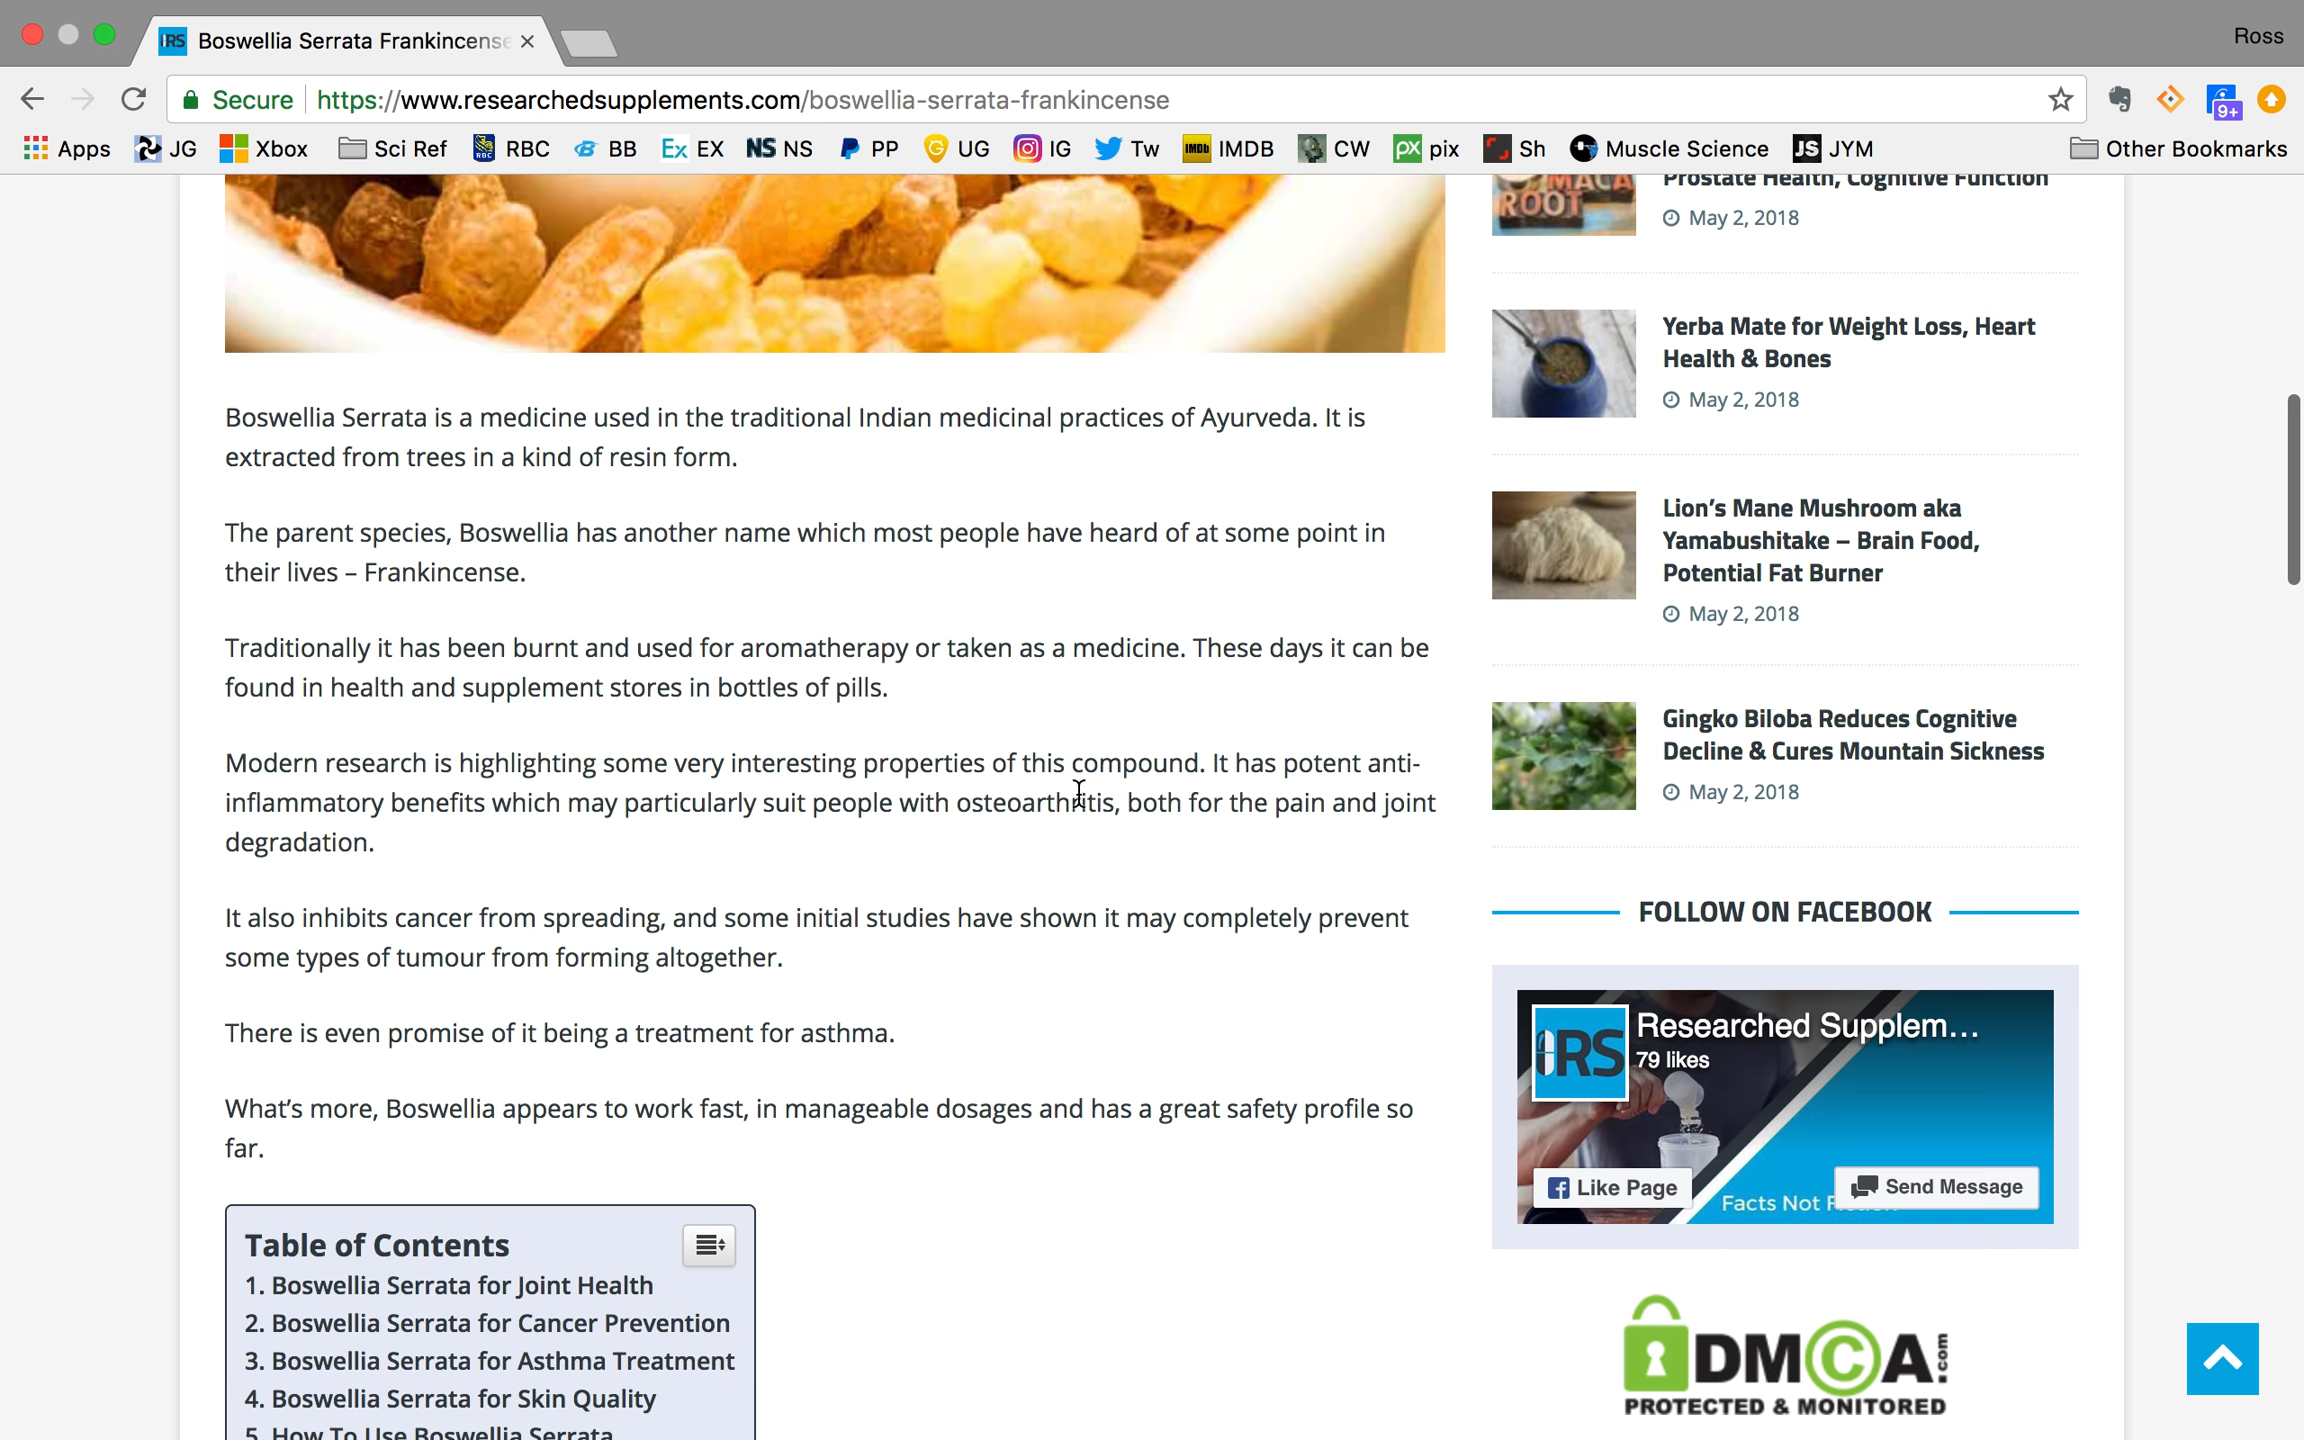 RS Boswellia Serrata Frankincense
Ross
Secure https://www.researchedsupplements.com/boswellia-serrata-frankincense
9+
Apps JG Xbox Sci Ref RBC BB Ex EX NS NS PP UG IG Tw IMDb IMDB CW px pix Sh Muscle Science JS JYM Other Bookmarks
Boswellia Serrata is a medicine used in the traditional Indian medicinal practices of Ayurveda. It is
extracted from trees in a kind of resin form.
The parent species, Boswellia has another name which most people have heard of at some point in
their lives – Frankincense.
Traditionally it has been burnt and used for aromatherapy or taken as a medicine. These days it can be
found in health and supplement stores in bottles of pills.
Modern research is highlighting some very interesting properties of this compound. It has potent anti-
inflammatory benefits which may particularly suit people with osteoarthritis, both for the pain and joint
degradation.
It also inhibits cancer from spreading, and some initial studies have shown it may completely prevent
some types of tumour from forming altogether.
There is even promise of it being a treatment for asthma.
What's more, Boswellia appears to work fast, in manageable dosages and has a great safety profile so
far.
Table of Contents
1. Boswellia Serrata for Joint Health
2. Boswellia Serrata for Cancer Prevention
3. Boswellia Serrata for Asthma Treatment
4. Boswellia Serrata for Skin Quality
5. How To Use Boswellia Serrata
MACA
ROOT
Prostate Health, Cognitive Function
May 2, 2018
Yerba Mate for Weight Loss, Heart
Health & Bones
May 2, 2018
Lion's Mane Mushroom aka
Yamabushitake – Brain Food,
Potential Fat Burner
May 2, 2018
Gingko Biloba Reduces Cognitive
Decline & Cures Mountain Sickness
May 2, 2018
FOLLOW ON FACEBOOK
RS
Researched Supplem...
79 likes
Like Page
Facts Not
Send Message
DMCA.com
PROTECTED & MONITORED